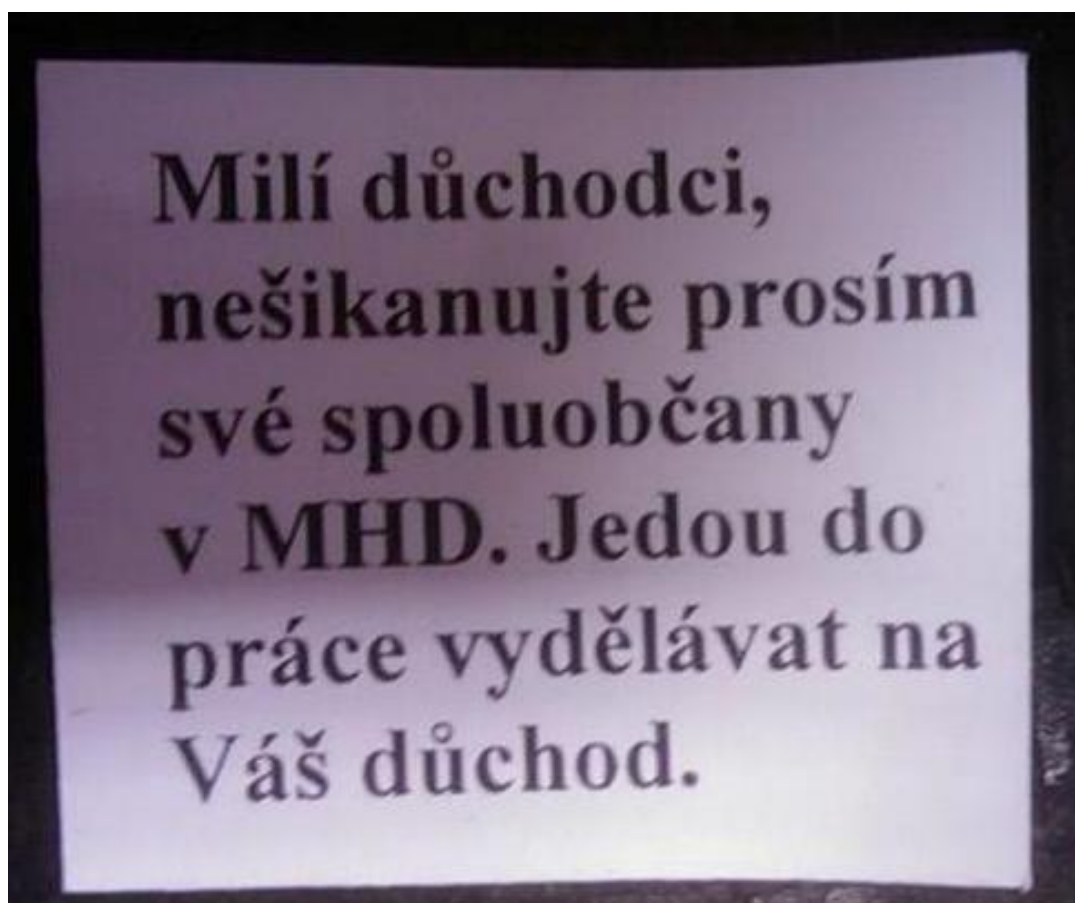 Milí důchodci,
nešikanujte prosím
své spoluobčany
v MHD. Jedou do
práce vydělávat na
Váš důchod.